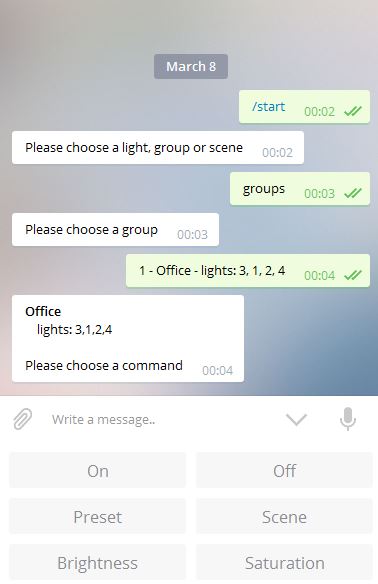 March 8
/start 00:02
Please choose a light, group or scene 00:02
groups 00:03
Please choose a group 00:03
1 - Office - lights: 3, 1, 2, 4 00:04
Office
lights: 3,1,2,4
Please choose a command 00:04
Write a message..
On Off
Preset Scene
Brightness Saturation